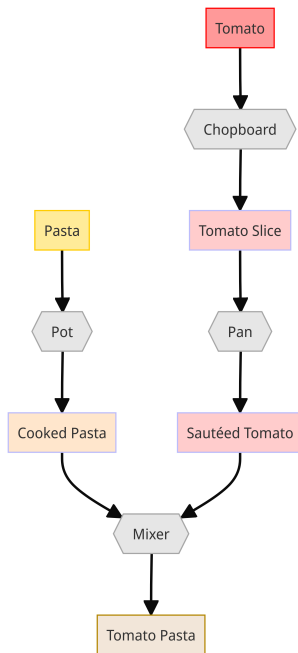 Tomato
Chopboard
Pasta
Tomato Slice
Pot
Pan
Cooked Pasta
Sautéed Tomato
Mixer
Tomato Pasta